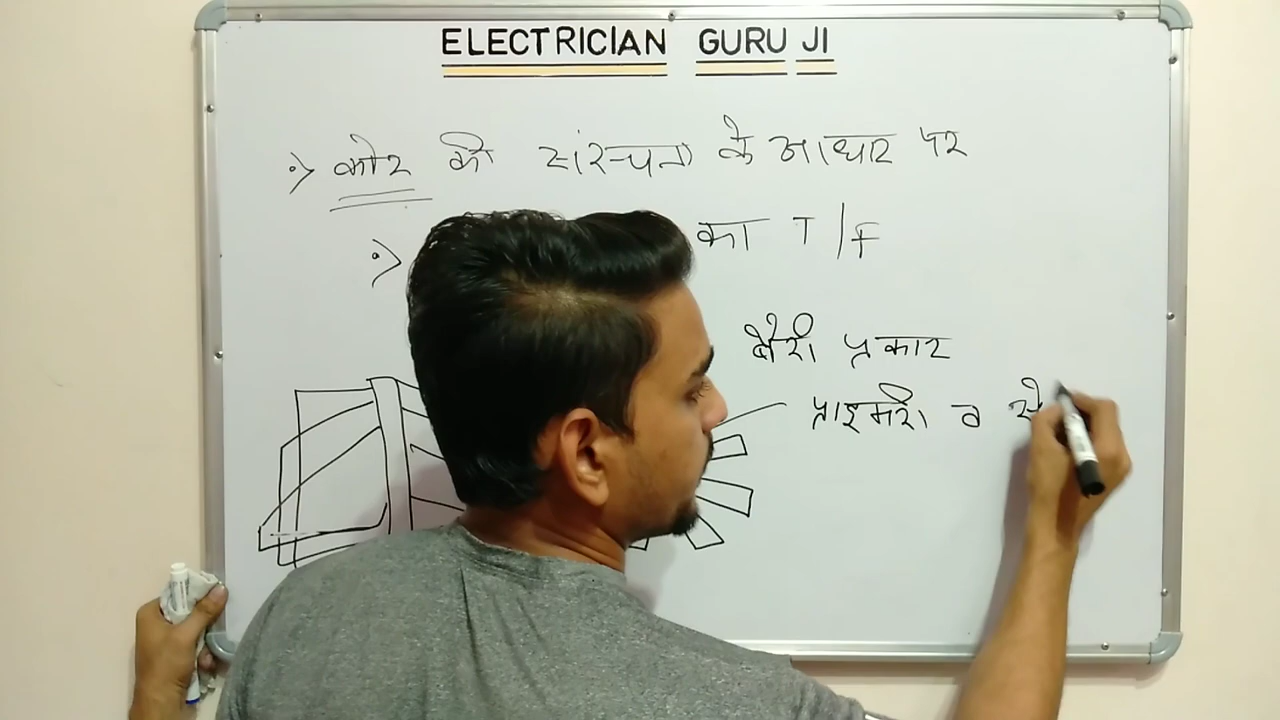 ELECTRICIAN GURU JI
कोर की संरचना के आधार पर
का T/F
बैरी प्रकार
प्राइमरी व से